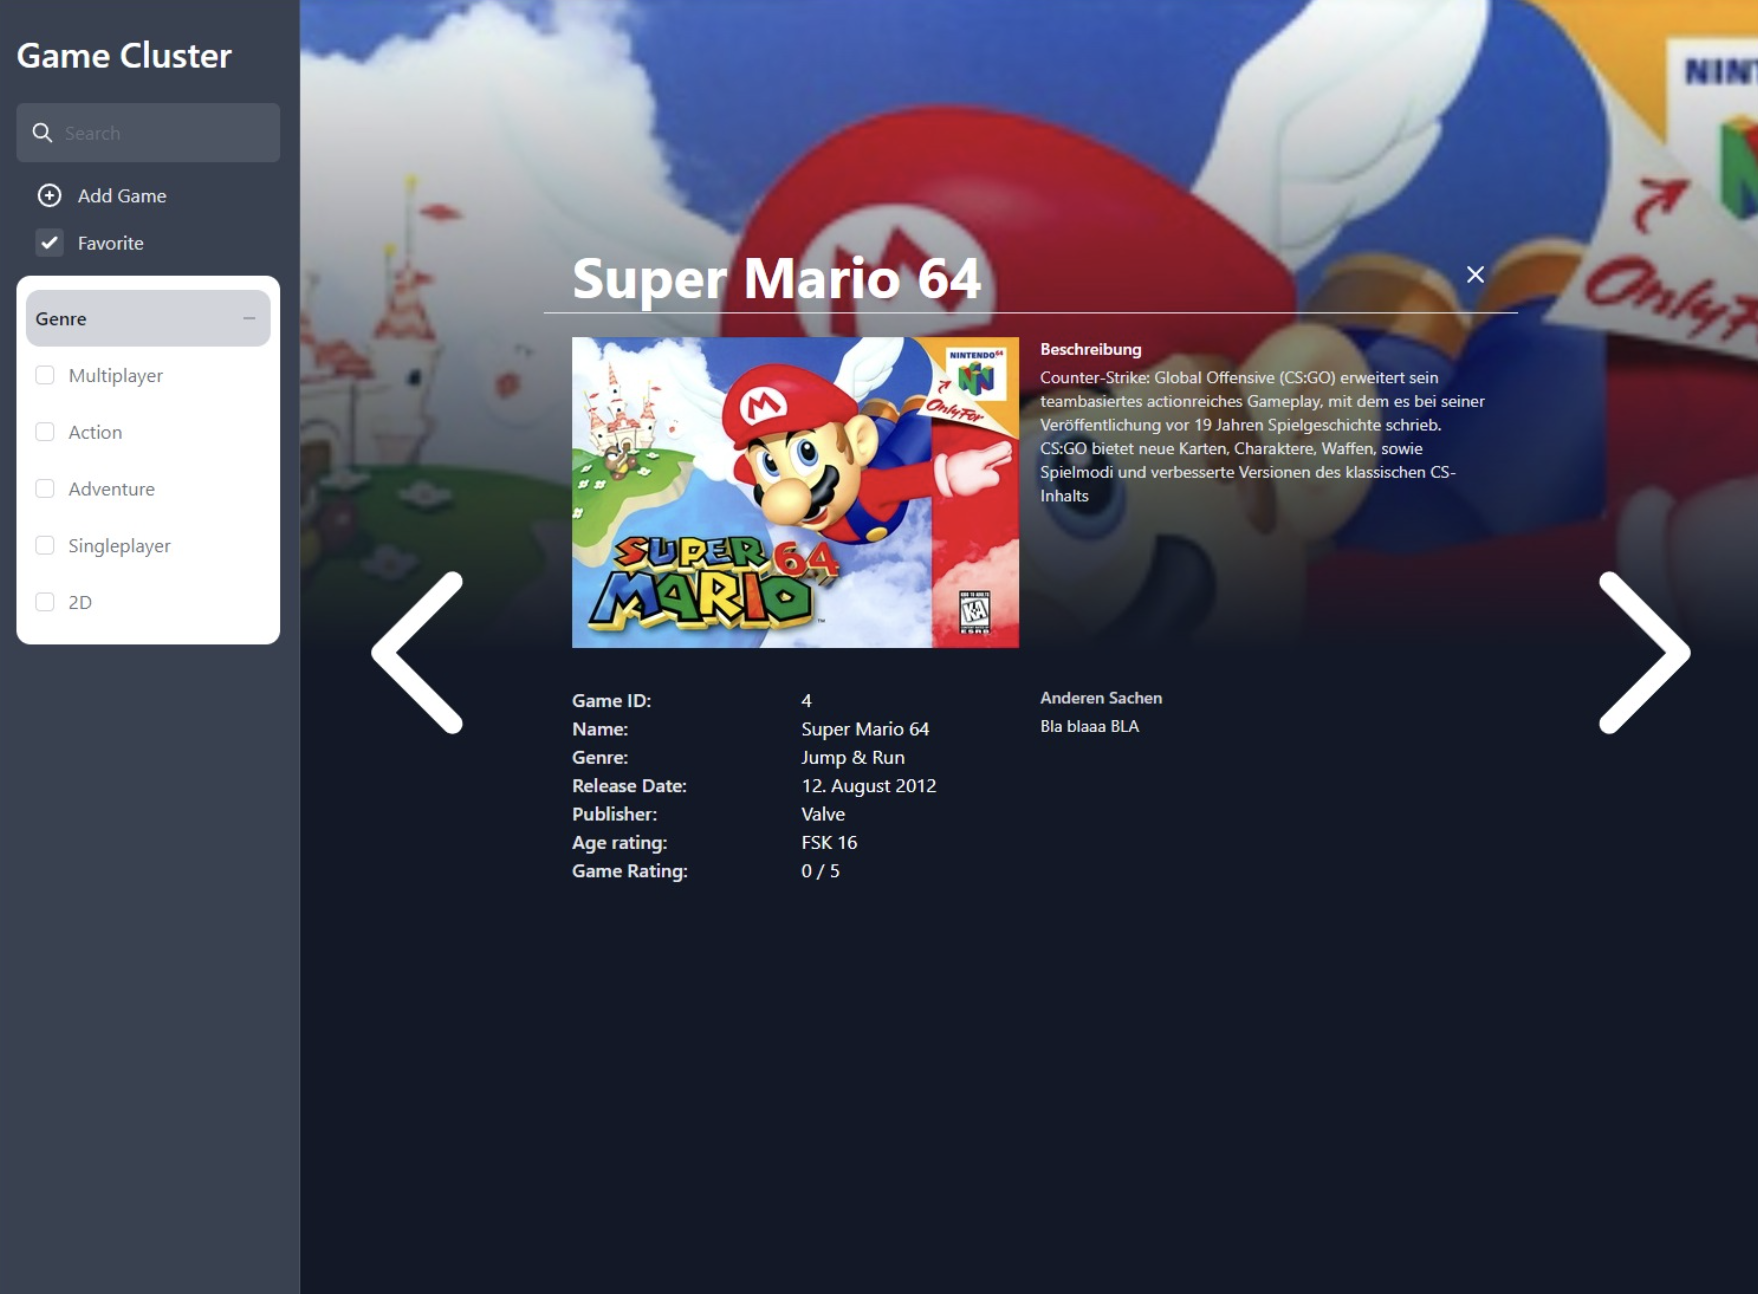 Game Cluster
Search
Add Game
Favorite
Genre
Multiplayer
Action
Adventure
Singleplayer
2D
NIN
Only F
Super Mario 64
NINTENDO 64
Only For
SUPER
MARIO 64
TM
K-A
ESRB
Beschreibung
Counter-Strike: Global Offensive (CS:GO) erweitert sein
teambasiertes actionreiches Gameplay, mit dem es bei seiner
Veröffentlichung vor 19 Jahren Spielgeschichte schrieb.
CS:GO bietet neue Karten, Charaktere, Waffen, sowie
Spielmodi und verbesserte Versionen des klassischen CS-
Inhalts
Game ID: 4
Name: Super Mario 64
Genre: Jump & Run
Release Date: 12. August 2012
Publisher: Valve
Age rating: FSK 16
Game Rating: 0 / 5
Anderen Sachen
Bla blaaa BLA